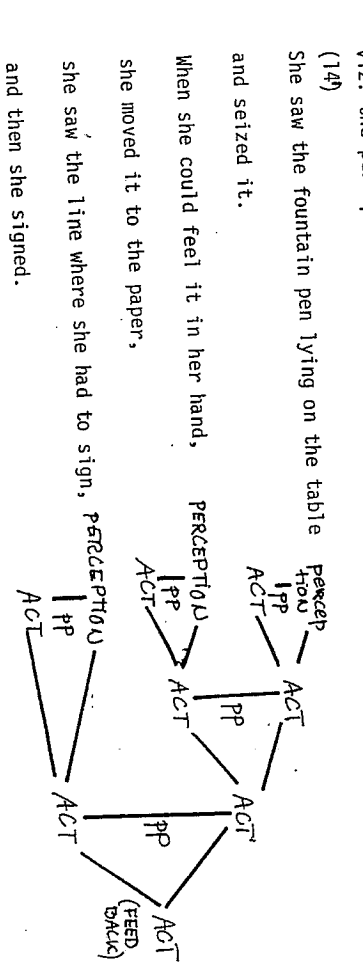 (14")
She saw the fountain pen lying on the table
and seized it.
When she could feel it in her hand,
she moved it to the paper,
she saw the line where she had to sign,
and then she signed.
percep
tion
PP
ACT
PERCEPTION
PP
ACT
PERCEPTION
PP
ACT
ACT
PP
ACT
ACT
PP
ACT
ACT
(FEED
BACK)